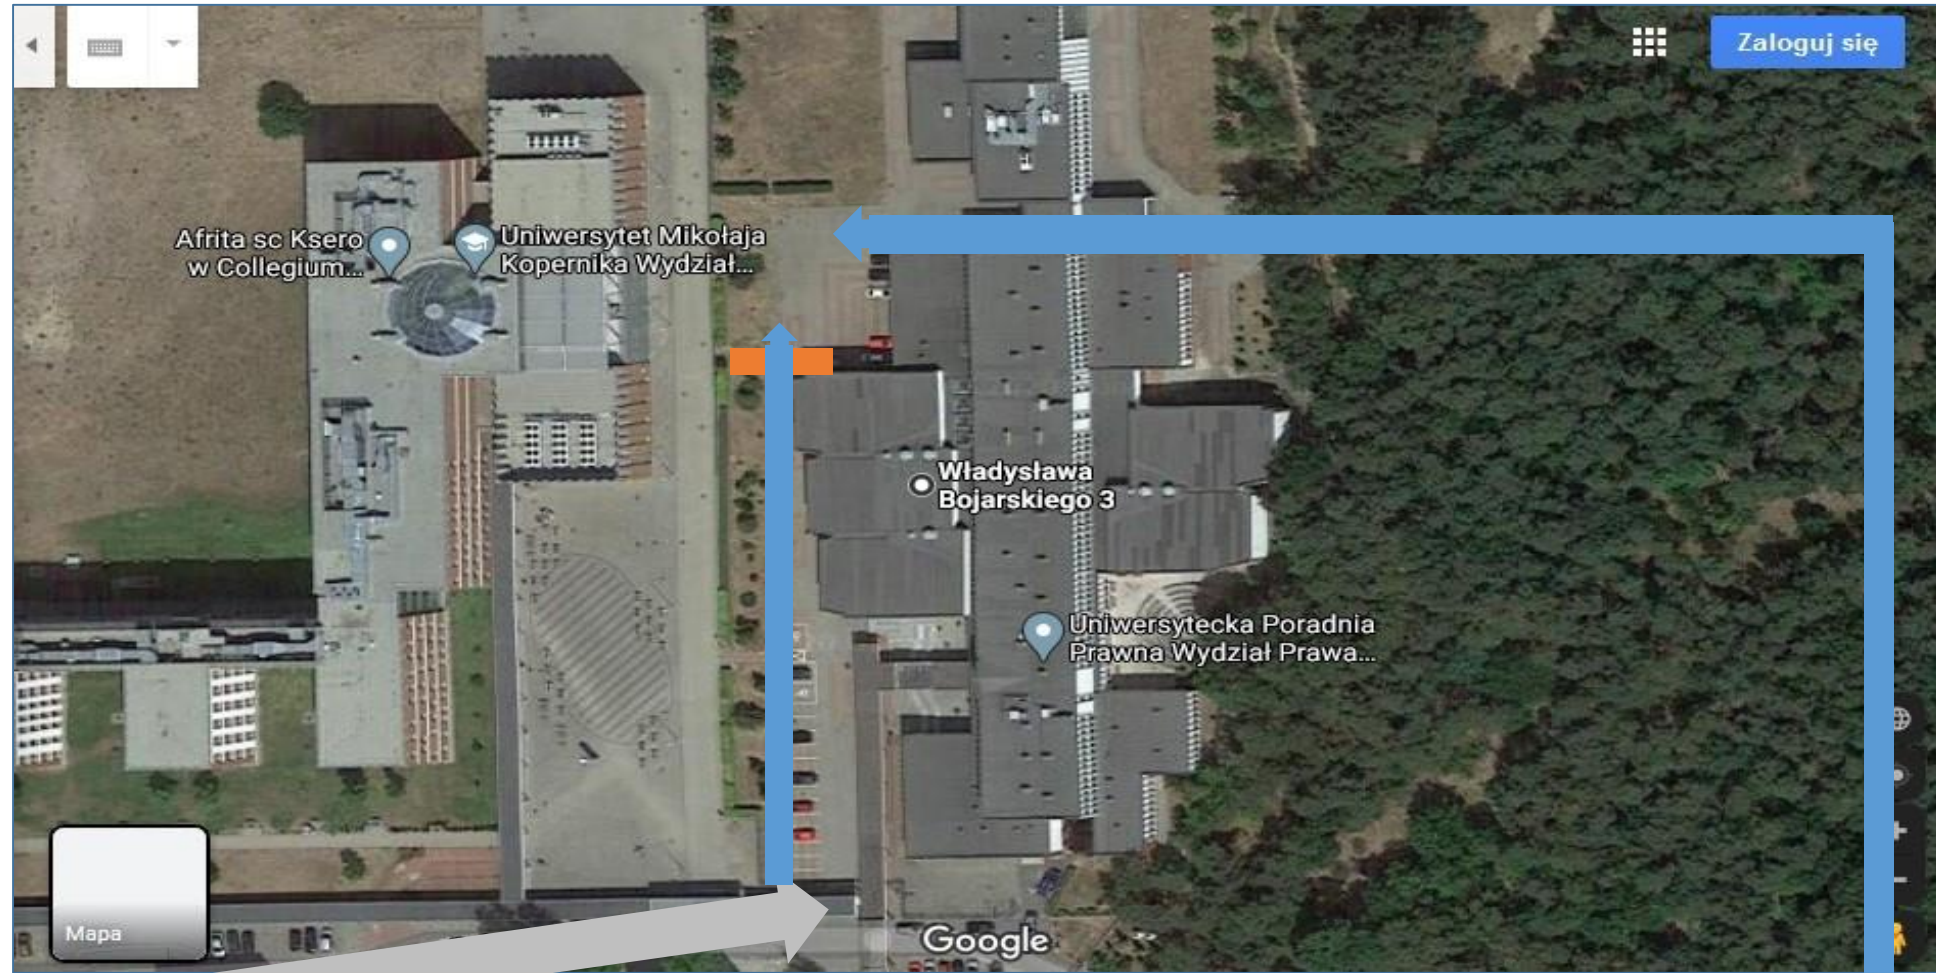 Zaloguj się
Afrita sc Ksero
w Collegium...
Uniwersytet Mikołaja
Kopernika Wydział...
Władysława
Bojarskiego 3
Uniwersytecka Poradnia
Prawna Wydział Prawa...
Mapa
Google